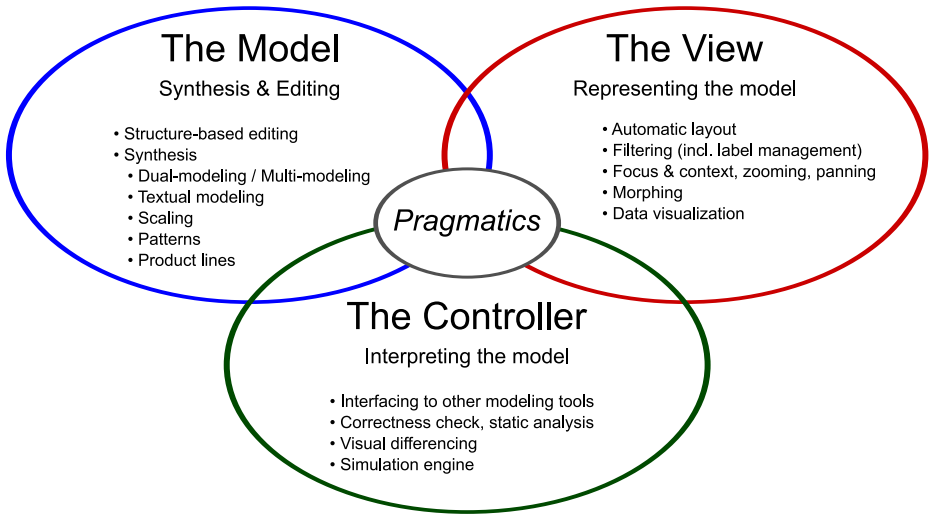 The Model
Synthesis & Editing
• Structure-based editing
• Synthesis
• Dual-modeling / Multi-modeling
• Textual modeling
• Scaling
• Patterns
• Product lines
The View
Representing the model
• Automatic layout
• Filtering (incl. label management)
• Focus & context, zooming, panning
• Morphing
• Data visualization
Pragmatics
The Controller
Interpreting the model
• Interfacing to other modeling tools
• Correctness check, static analysis
• Visual differencing
• Simulation engine